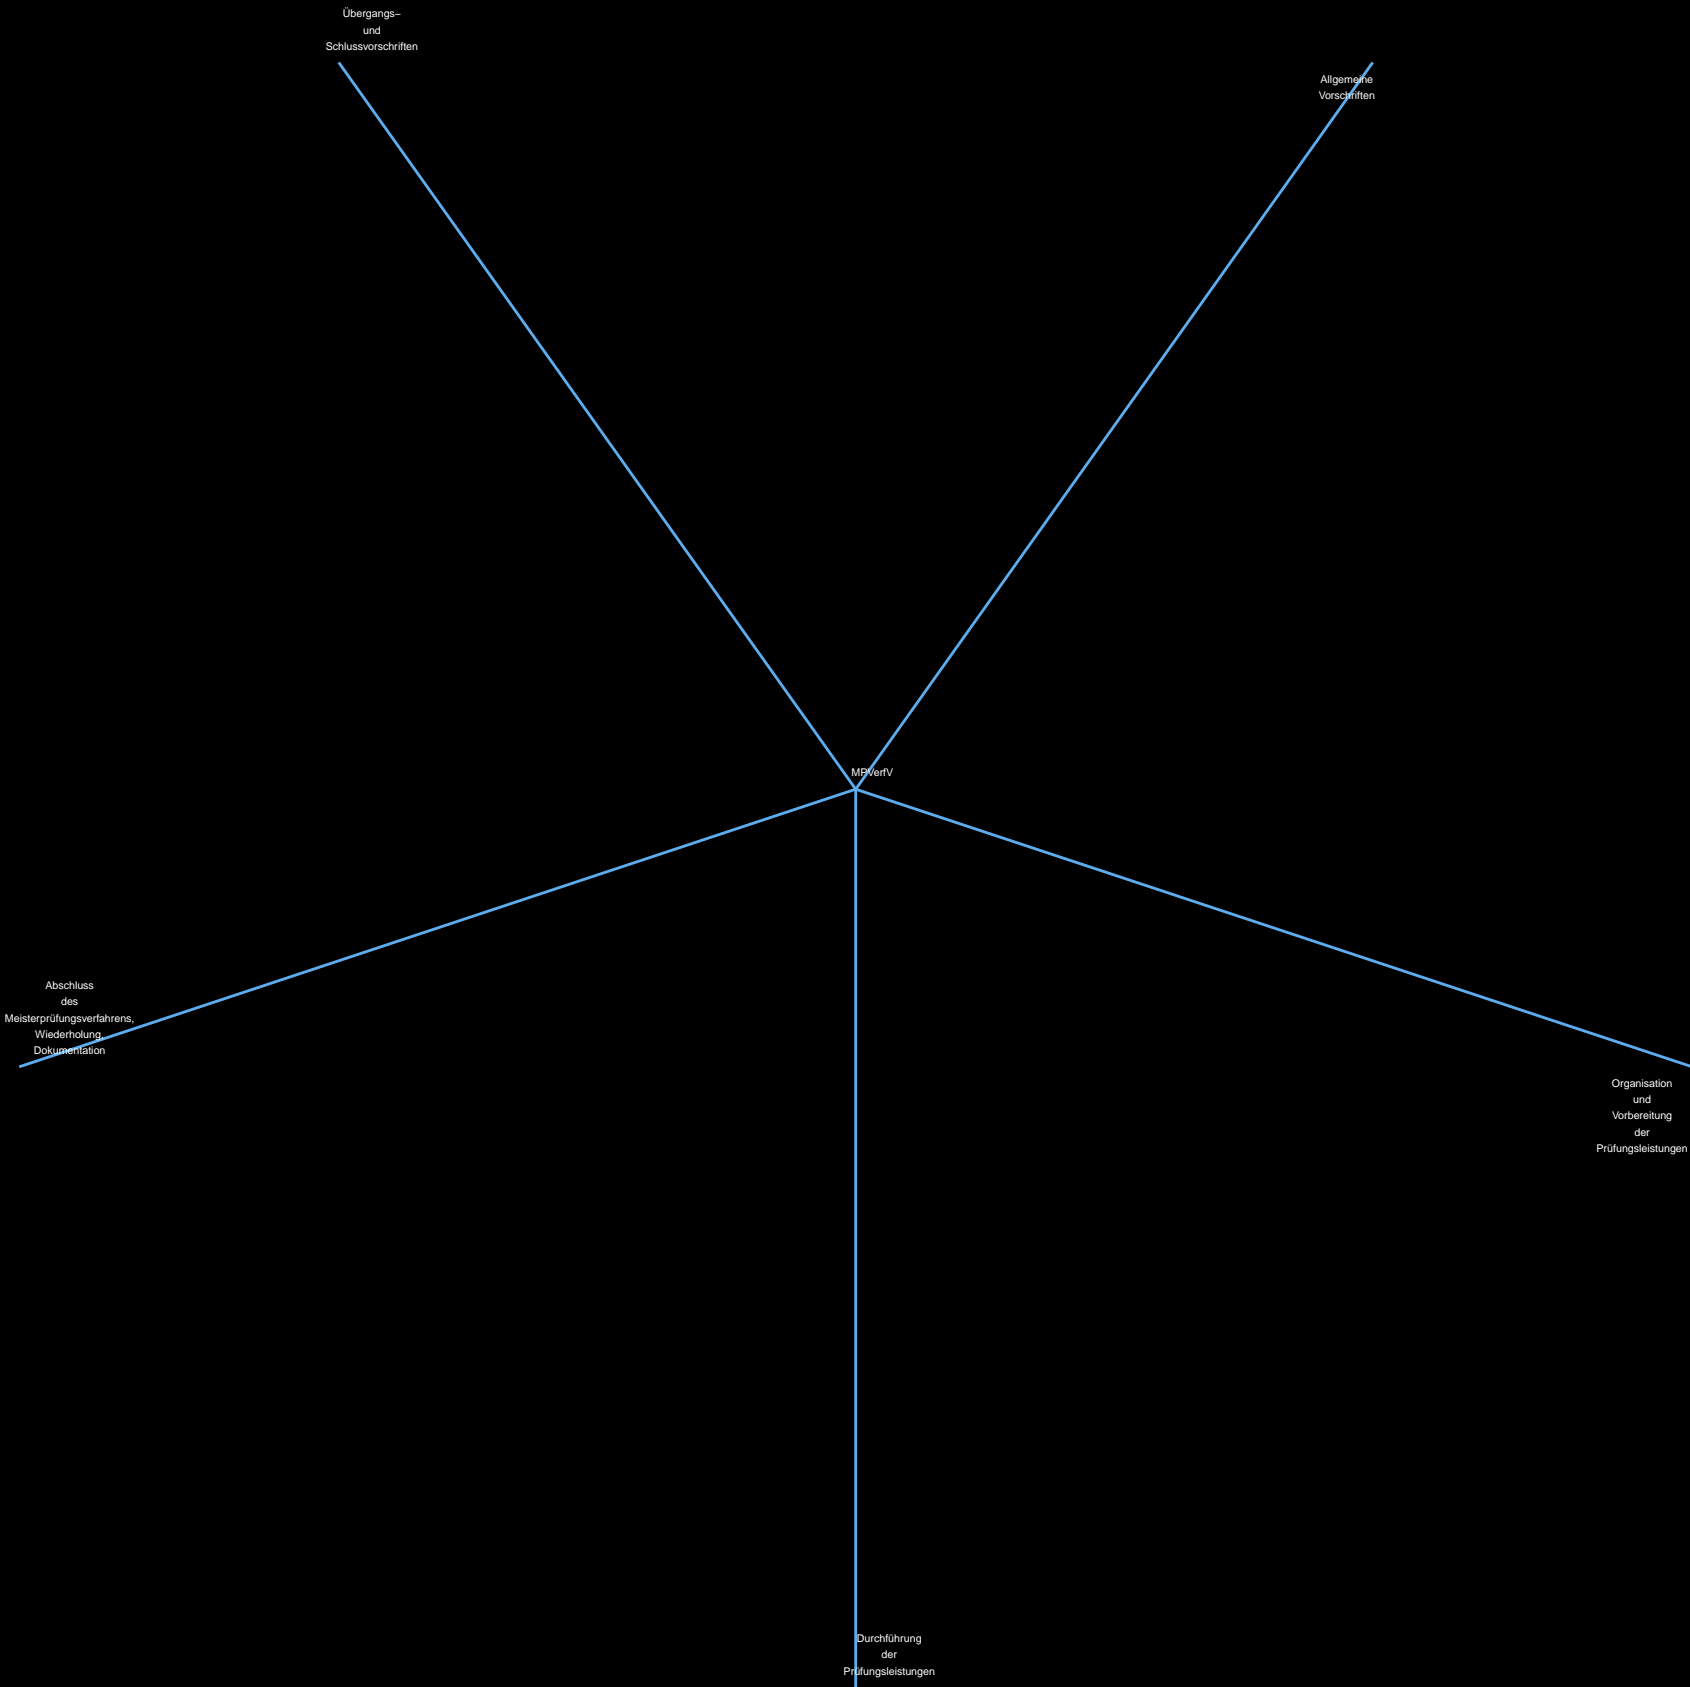 Übergangs–
und
Schlussvorschriften
Allgemeine
Vorschriften
MPVerfV
Abschluss
des
Meisterprüfungsverfahrens,
Wiederholung,
Dokumentation
Organisation
und
Vorbereitung
der
Prüfungsleistungen
Durchführung
der
Prüfungsleistungen